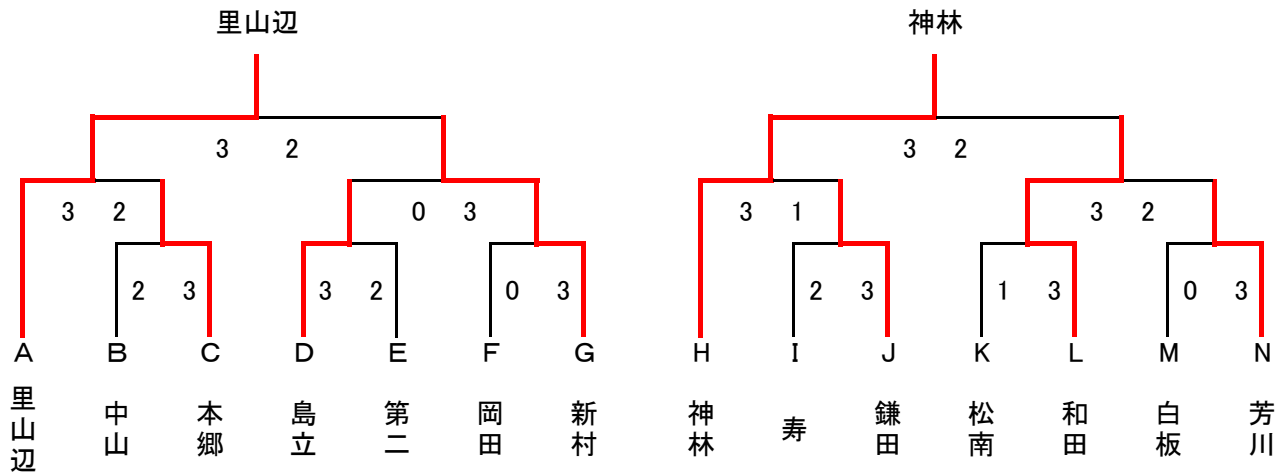 里山辺 神林
3 2 3 2
3 2 0 3 3 1 3 2
2 3 3 2 0 3 2 3 1 3 0 3
A B C D E F G H I J K L M N
里山辺 中山 本郷 島立 第二 岡田 新村 神林 寿 鎌田 松南 和田 白板 芳川